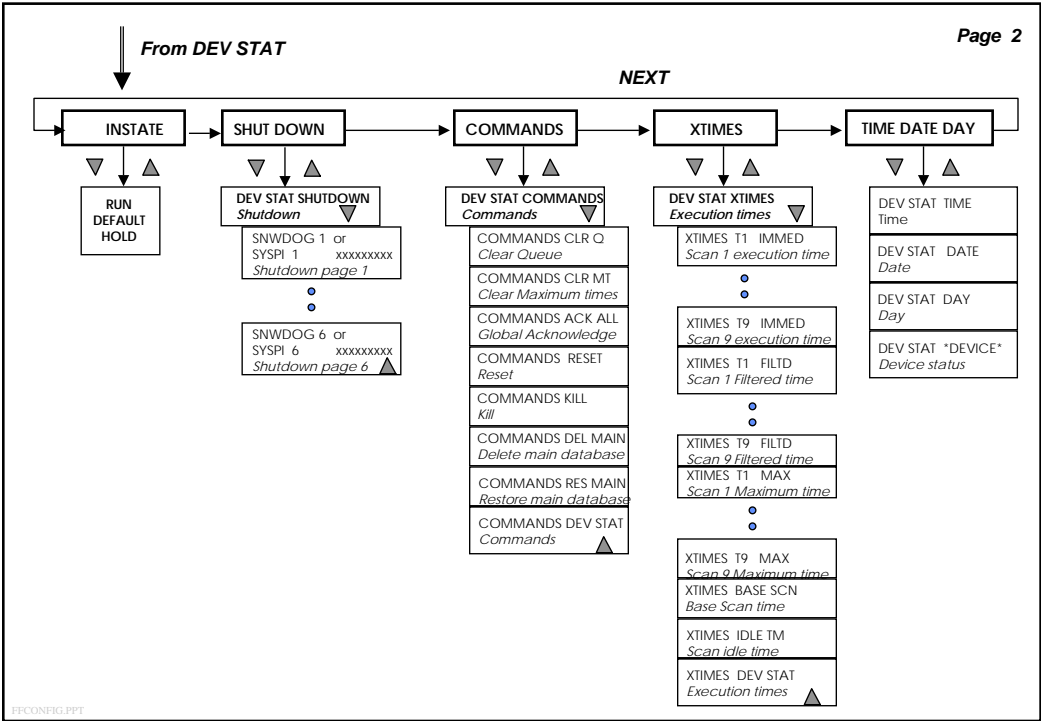 From DEV STAT
Page 2
NEXT
INSTATE
SHUT DOWN
COMMANDS
XTIMES
TIME DATE DAY
RUN
DEFAULT
HOLD
DEV STAT SHUTDOWN
Shutdown
SNWDOG 1 or
SYSPI 1 xxxxxxxxx
Shutdown page 1
SNWDOG 6 or
SYSPI 6 xxxxxxxxx
Shutdown page 6
DEV STAT COMMANDS
Commands
COMMANDS CLR Q
Clear Queue
COMMANDS CLR MT
Clear Maximum times
COMMANDS ACK ALL
Global Acknowledge
COMMANDS RESET
Reset
COMMANDS KILL
Kill
COMMANDS DEL MAIN
Delete main database
COMMANDS RES MAIN
Restore main database
COMMANDS DEV STAT
Commands
DEV STAT XTIMES
Execution times
XTIMES T1 IMMED
Scan 1 execution time
XTIMES T9 IMMED
Scan 9 execution time
XTIMES T1 FILTD
Scan 1 Filtered time
XTIMES T9 FILTD
Scan 9 Filtered time
XTIMES T1 MAX
Scan 1 Maximum time
XTIMES T9 MAX
Scan 9 Maximum time
XTIMES BASE SCN
Base Scan time
XTIMES IDLE TM
Scan idle time
XTIMES DEV STAT
Execution times
DEV STAT TIME
Time
DEV STAT DATE
Date
DEV STAT DAY
Day
DEV STAT *DEVICE*
Device status
FFCONFIG.PPT